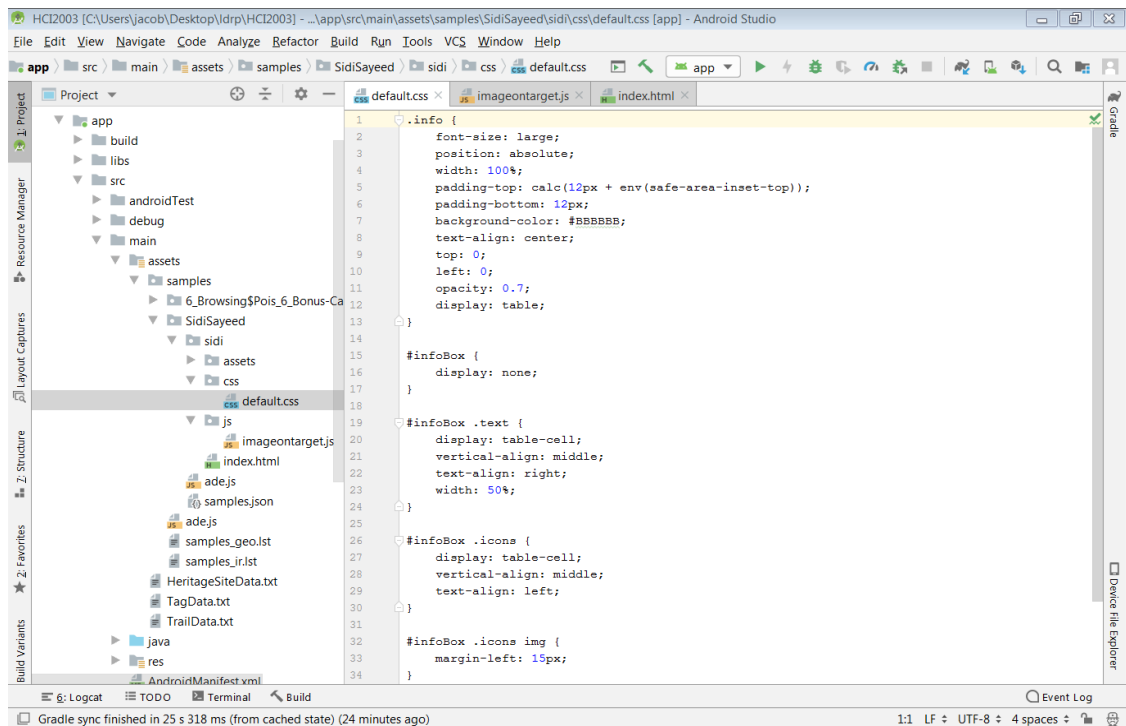 HCI2003 [C:\Users\jacob\Desktop\Idrp\HCI2003] - ...\app\src\main\assets\samples\SidiSayeed\sidi\css\default.css [app] - Android Studio
File Edit View Navigate Code Analyze Refactor Build Run Tools VCS Window Help
app src main assets samples SidiSayeed sidi css default.css app
Project
default.css imageontarget.js index.html
1: Project
Resource Manager
Layout Captures
7: Structure
2: Favorites
Build Variants
app
build
libs
src
androidTest
debug
main
assets
samples
6_Browsing$Pois_6_Bonus-Ca
SidiSayeed
sidi
assets
css
default.css
js
imageontarget.js
index.html
ade.js
samples.json
ade.js
samples_geo.lst
samples_ir.lst
HeritageSiteData.txt
TagData.txt
TrailData.txt
java
res
AndroidManifest.xml
1 .info {
2 font-size: large;
3 position: absolute;
4 width: 100%;
5 padding-top: calc(12px + env(safe-area-inset-top));
6 padding-bottom: 12px;
7 background-color: #BBBBBB;
8 text-align: center;
9 top: 0;
10 left: 0;
11 opacity: 0.7;
12 display: table;
13 }
14
15 #infoBox {
16 display: none;
17 }
18
19 #infoBox .text {
20 display: table-cell;
21 vertical-align: middle;
22 text-align: right;
23 width: 50%;
24 }
25
26 #infoBox .icons {
27 display: table-cell;
28 vertical-align: middle;
29 text-align: left;
30 }
31
32 #infoBox .icons img {
33 margin-left: 15px;
34 }
Gradle
Device File Explorer
6: Logcat TODO Terminal Build Event Log
Gradle sync finished in 25 s 318 ms (from cached state) (24 minutes ago) 1:1 LF UTF-8 4 spaces